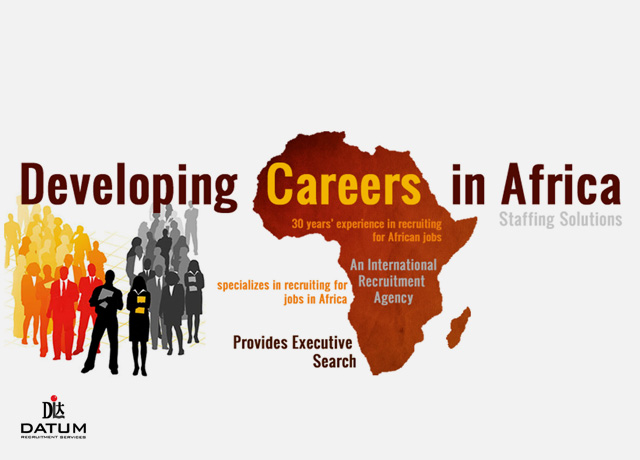 Developing Careers in Africa
Staffing Solutions
30 years' experience in recruiting
for African jobs
An International
Recruitment
Agency
specializes in recruiting for
jobs in Africa
Provides Executive
Search
DATUM
RECRUITMENT SERVICES